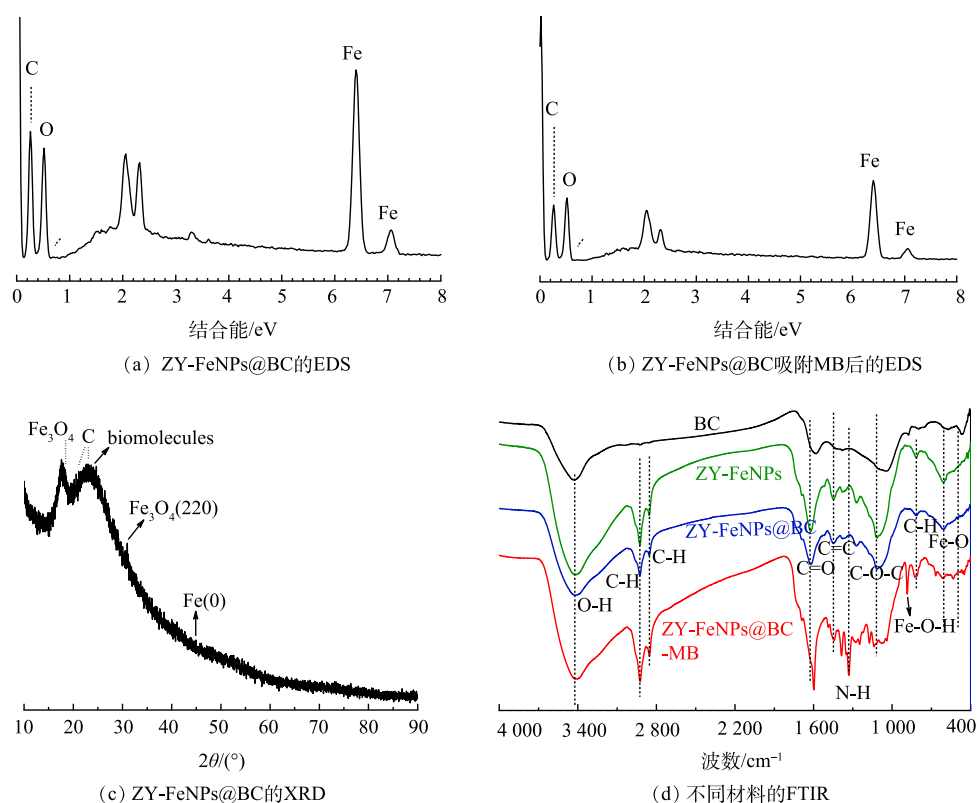 C
O
Fe
Fe
0 1 2 3 4 5 6 7 8
结合能/eV
(a) ZY-FeNPs@BC的EDS
C
O
Fe
Fe
0 1 2 3 4 5 6 7 8
结合能/eV
(b) ZY-FeNPs@BC吸附MB后的EDS
Fe₃O₄
C
biomolecules
Fe₃O₄(220)
Fe(0)
10 20 30 40 50 60 70 80 90
2θ/(°)
(c) ZY-FeNPs@BC的XRD
BC
ZY-FeNPs
ZY-FeNPs@BC
ZY-FeNPs@BC
-MB
O-H
C-H
C-H
C=O
C=C
C-O-C
C-H
Fe-O
Fe-O-H
N-H
4 000 3 400 2 800 2 200 1 600 1 000 400
波数/cm⁻¹
(d) 不同材料的FTIR